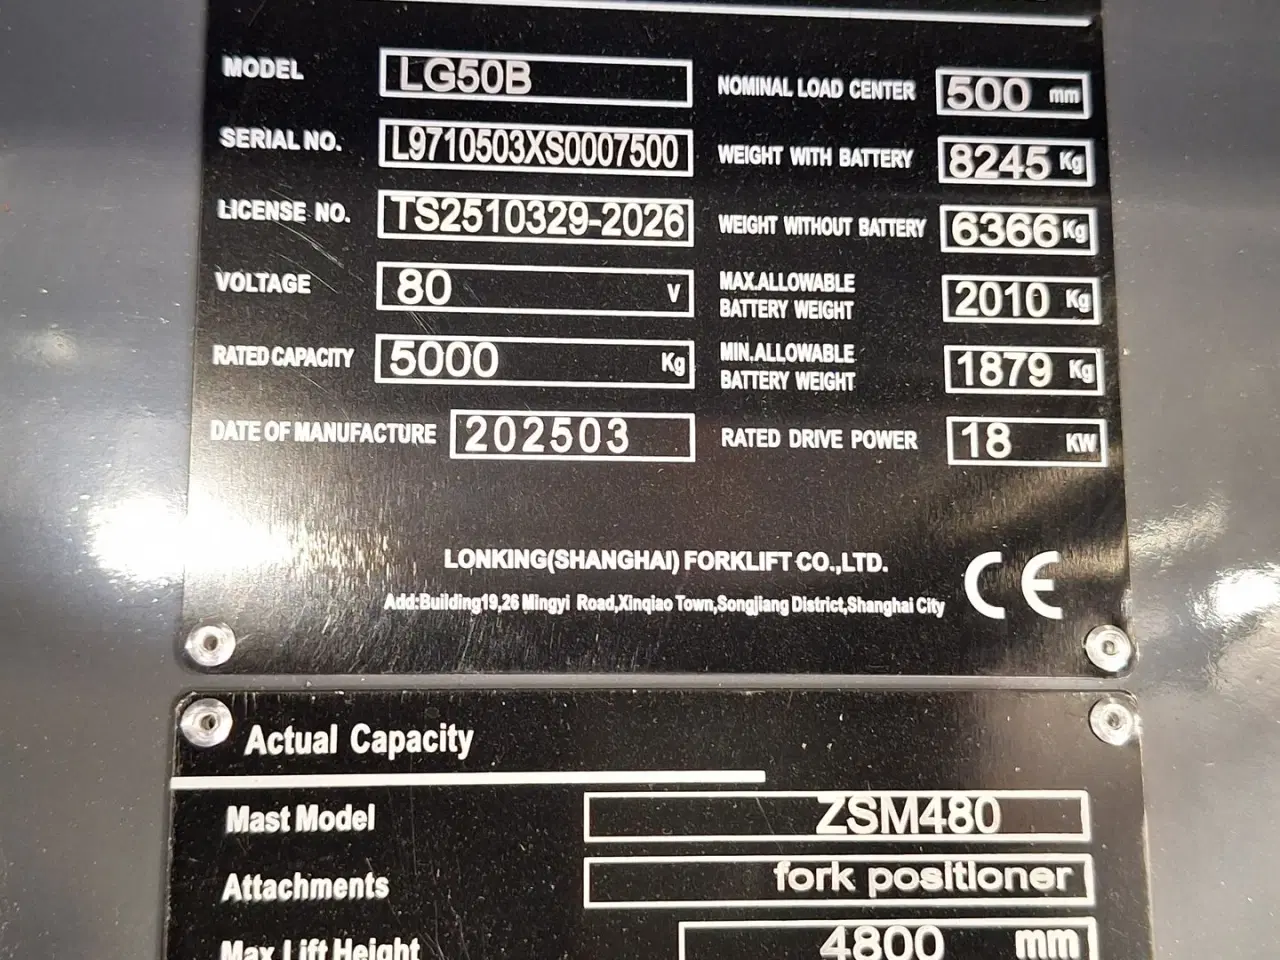 MODEL LG50B
SERIAL NO. L9710503XS0007500
LICENSE NO. TS2510329-2026
VOLTAGE 80 V
RATED CAPACITY 5000 Kg
DATE OF MANUFACTURE 202503
NOMINAL LOAD CENTER 500 mm
WEIGHT WITH BATTERY 8245 Kg
WEIGHT WITHOUT BATTERY 6366 Kg
MAX.ALLOWABLE
BATTERY WEIGHT 2010 Kg
MIN.ALLOWABLE
BATTERY WEIGHT 1879 Kg
RATED DRIVE POWER 18 KW
LONKING(SHANGHAI) FORKLIFT CO.,LTD.
Add:Building19,26 Mingyi Road,Xinqiao Town,Songjiang District,Shanghai City
CE
Actual Capacity
Mast Model ZSM480
Attachments fork positioner
Max Lift Height 4800 mm